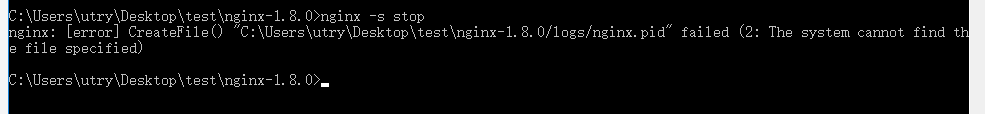 C:\Users\utry\Desktop\test\nginx-1.8.0>nginx -s stop
nginx: [error] CreateFile() "C:\Users\utry\Desktop\test\nginx-1.8.0/logs/nginx.pid" failed (2: The system cannot find th
e file specified)
C:\Users\utry\Desktop\test\nginx-1.8.0>